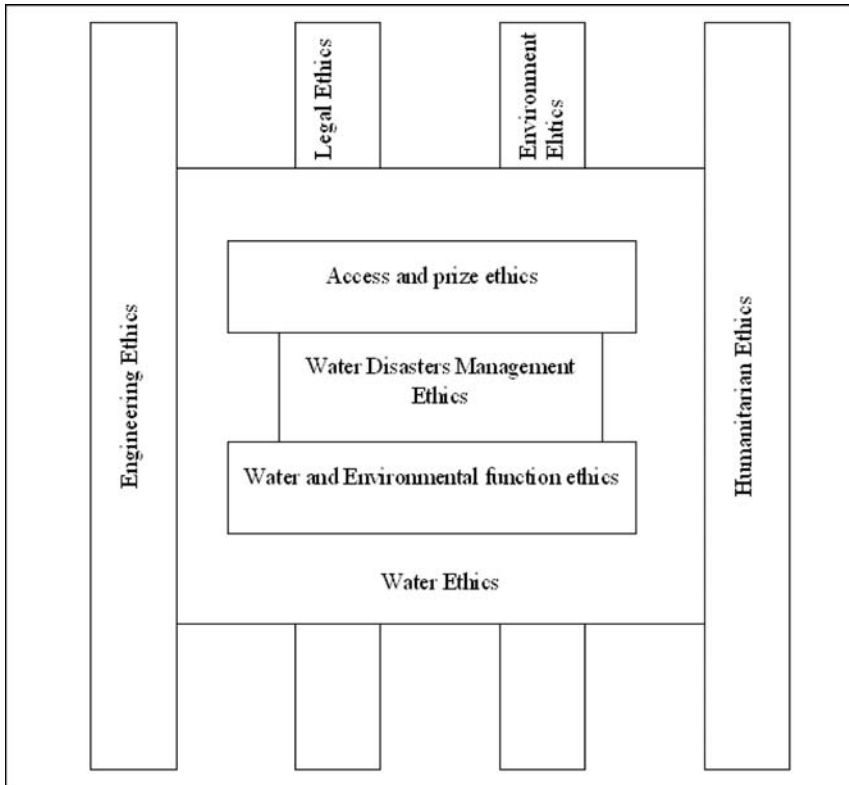 Engineering Ethics
Legal Ethics
Environment
Ehtics
Humanitarian Ethics
Access and prize ethics
Water Disasters Management
Ethics
Water and Environmental function ethics
Water Ethics